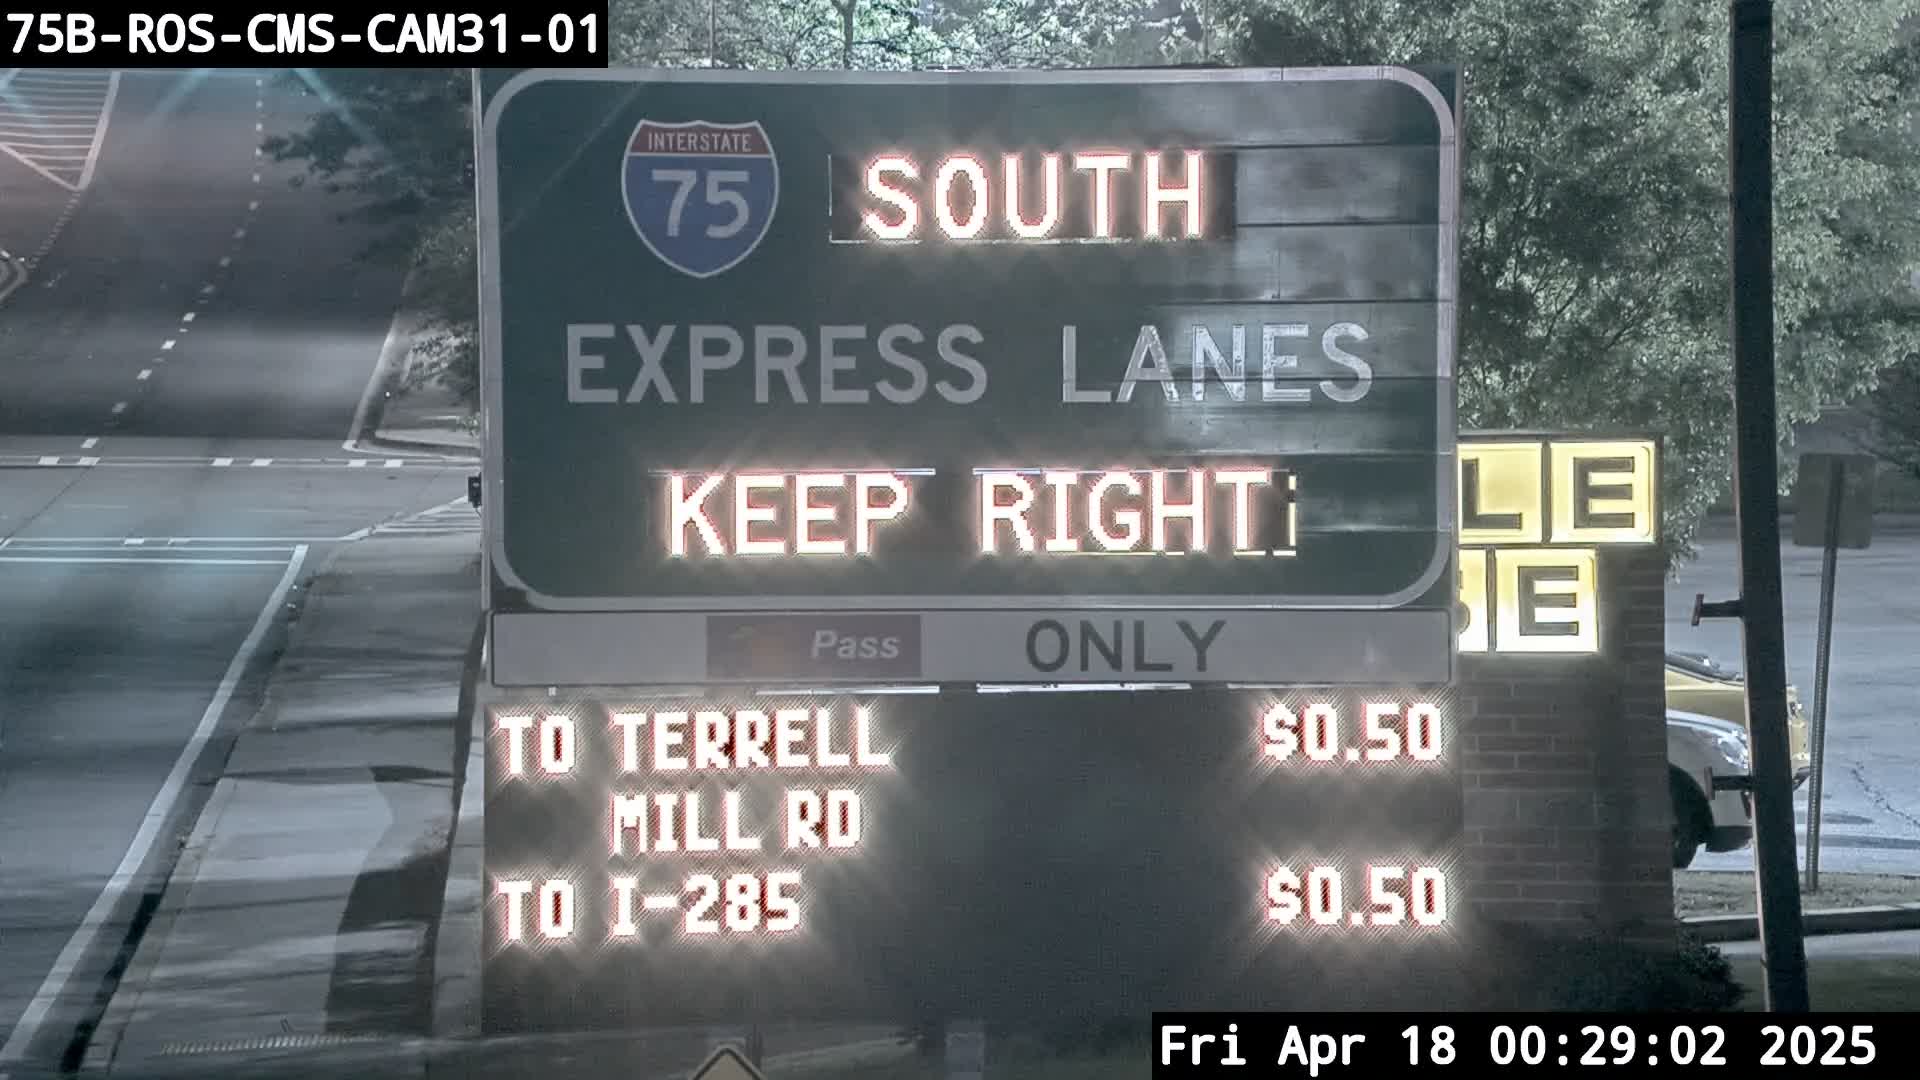 75B-ROS-CMS-CAM31-01
INTERSTATE
75
SOUTH
EXPRESS LANES
KEEP RIGHT
Pass ONLY
TO TERRELL $0.50
MILL RD
TO I-285 $0.50
LE
E
Fri Apr 18 00:29:02 2025